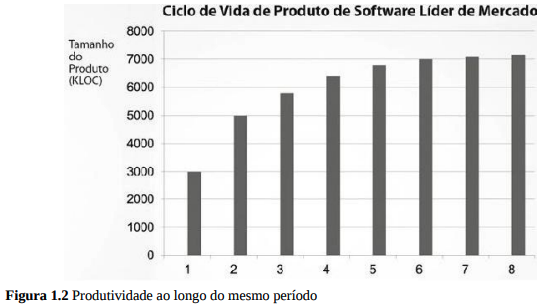 Ciclo de Vida de Produto de Software Líder de Mercado
Tamanho
do
Produto
(KLOC)
8000
7000
6000
5000
4000
3000
2000
1000
0
1 2 3 4 5 6 7 8
Figura 1.2 Produtividade ao longo do mesmo período